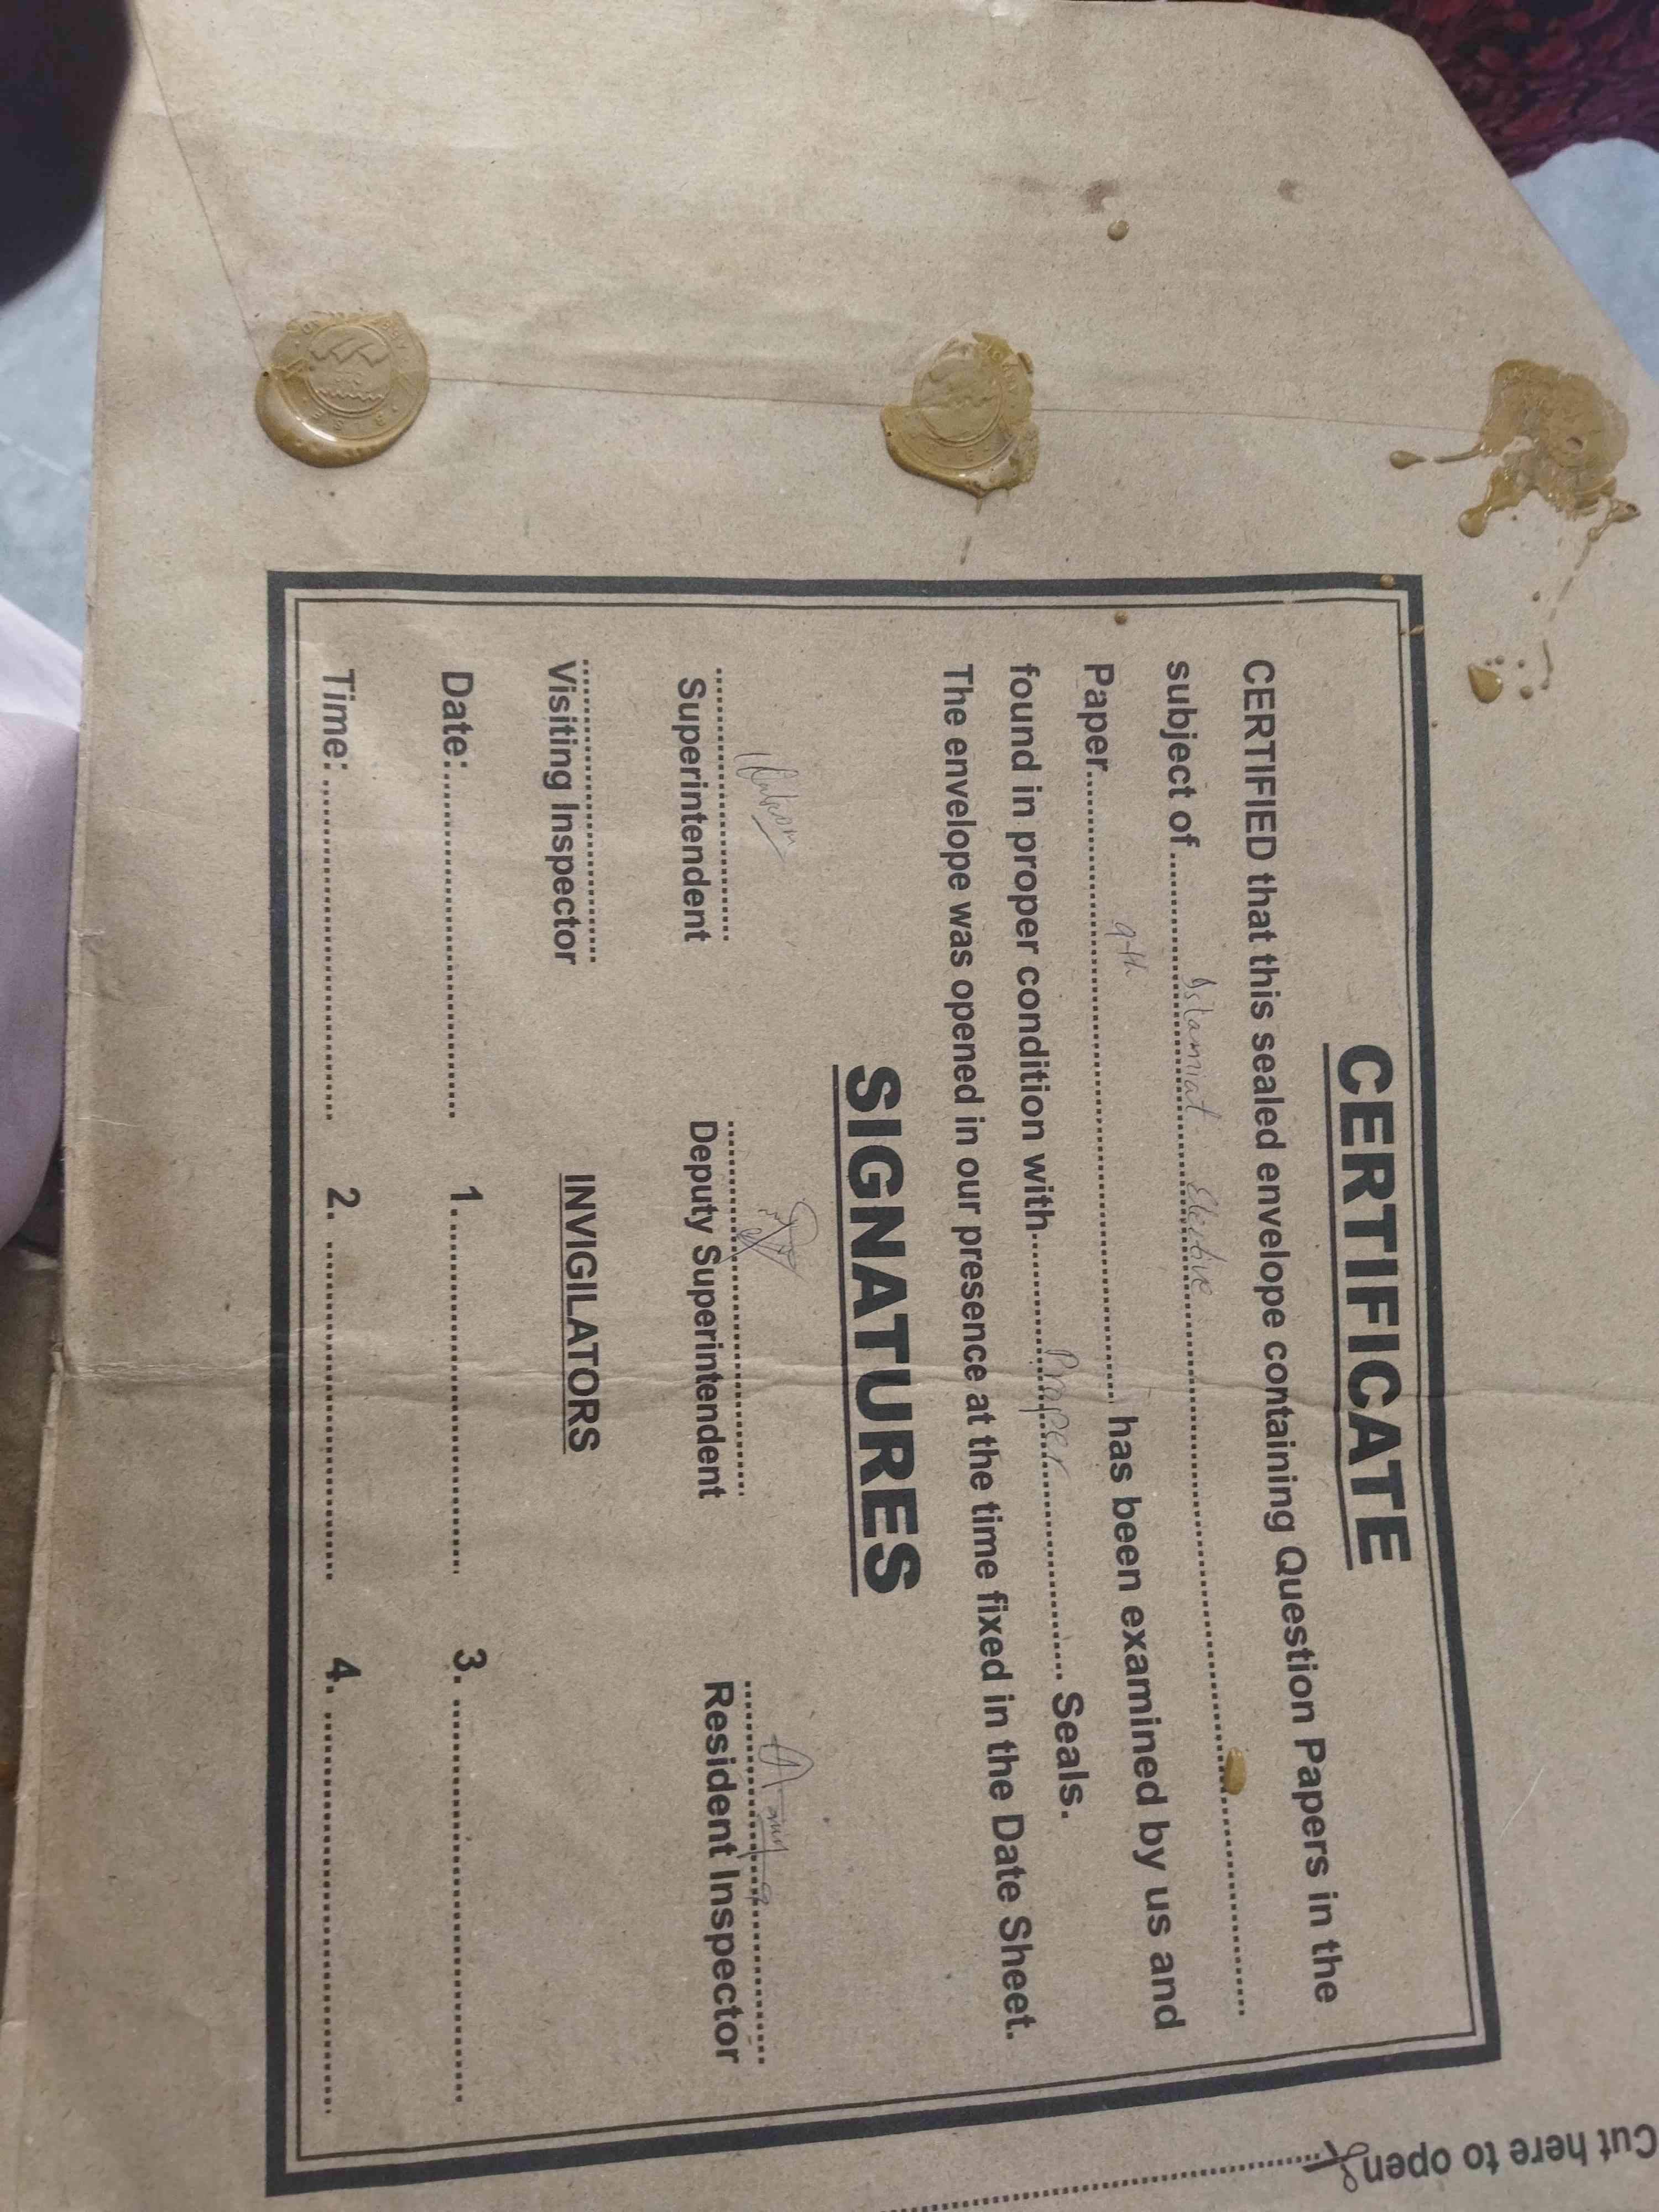 CERTIFICATE
CERTIFIED that this sealed envelope containing Question Papers in the
subject of.......... Islamiat Elective ..........
Paper.......... 9th .......... has been examined by us and
found in proper condition with.......... Proper .......... Seals.
The envelope was opened in our presence at the time fixed in the Date Sheet.
SIGNATURES
Superintendent Deputy Superintendent Resident Inspector
Visiting Inspector INVIGILATORS
Date:.......... 1. .......... 3. ..........
Time:.......... 2. .......... 4. ..........
Cut here to open